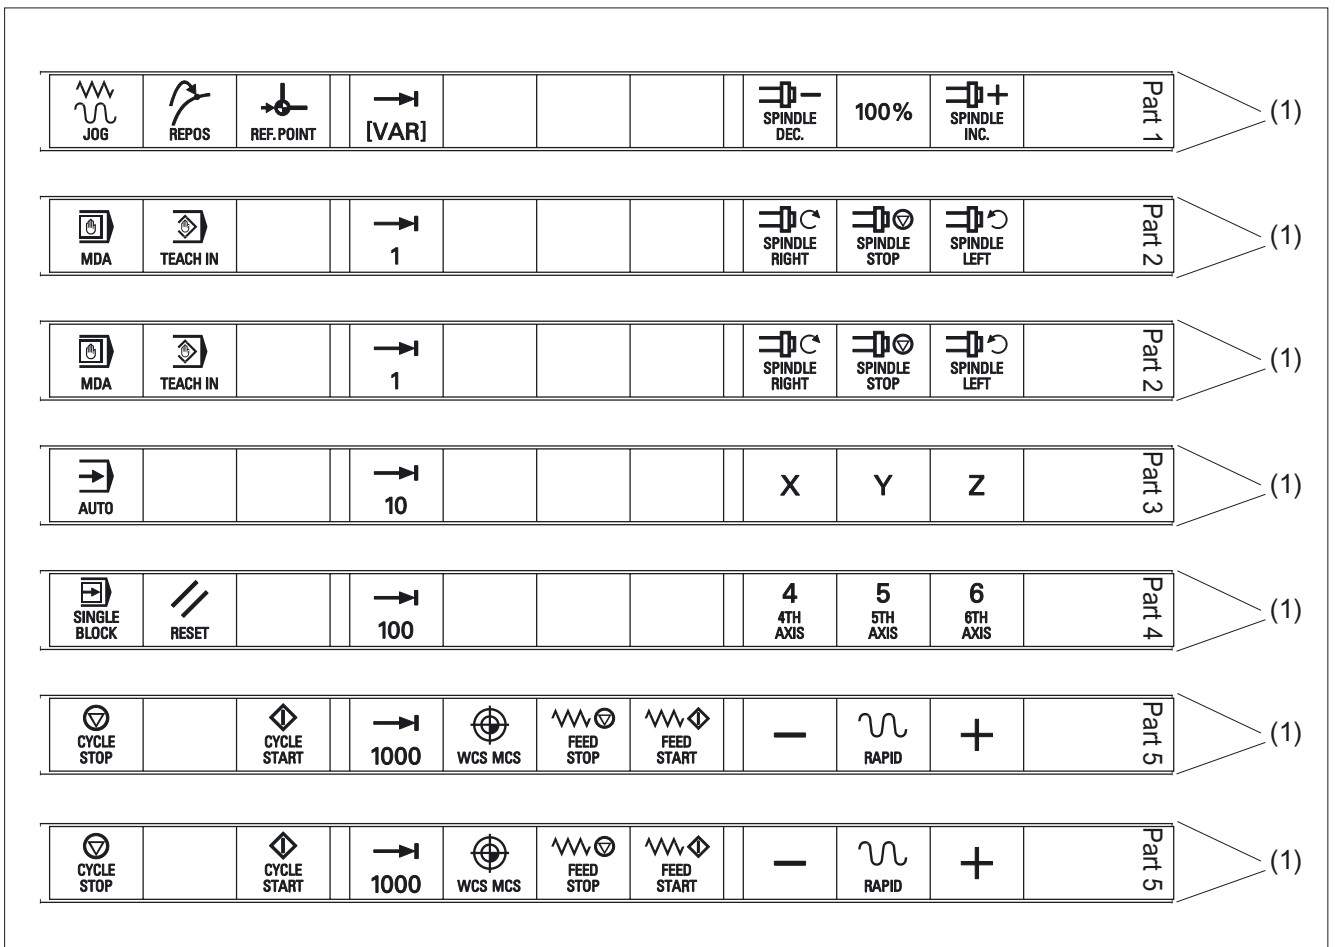 JOG REPOS REF. POINT [VAR] SPINDLE DEC. 100% SPINDLE INC. Part 1 (1)
MDA TEACH IN 1 SPINDLE RIGHT SPINDLE STOP SPINDLE LEFT Part 2 (1)
MDA TEACH IN 1 SPINDLE RIGHT SPINDLE STOP SPINDLE LEFT Part 2 (1)
AUTO 10 X Y Z Part 3 (1)
SINGLE BLOCK RESET 100 4 4TH AXIS 5 5TH AXIS 6 6TH AXIS Part 4 (1)
CYCLE STOP CYCLE START 1000 WCS MCS FEED STOP FEED START − RAPID + Part 5 (1)
CYCLE STOP CYCLE START 1000 WCS MCS FEED STOP FEED START − RAPID + Part 5 (1)